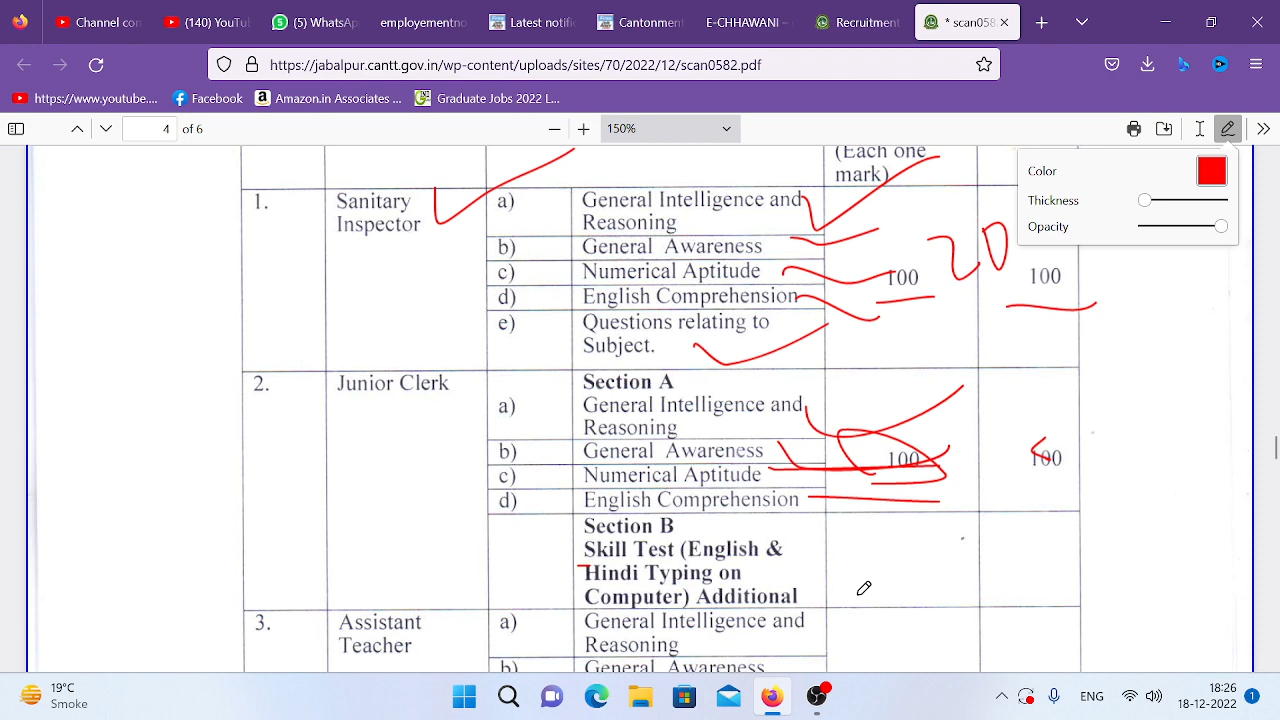 Channel con
(140) YouTu
(5) WhatsAp
employmentno
Latest notifi
Cantonment
E-CHHAWANI -
Recruitment
* scan058
https://jabalpur.cantt.gov.in/wp-content/uploads/sites/70/2022/12/scan0582.pdf
https://www.youtube....
Facebook
Amazon.in Associates ...
Graduate Jobs 2022 L...
4 of 6
150%
Color
Thickness
Opacity
(Each one
mark)
1. Sanitary a) General Intelligence and
Inspector Reasoning
b) General Awareness 20
c) Numerical Aptitude 100 100
d) English Comprehension
e) Questions relating to
Subject.
2. Junior Clerk Section A
a) General Intelligence and
Reasoning
b) General Awareness 100 100
c) Numerical Aptitude
d) English Comprehension
Section B
Skill Test (English &
Hindi Typing on
Computer) Additional
3. Assistant a) General Intelligence and
Teacher Reasoning
b) General Awareness
19°C
Smoke
ENG
18:26
18-12-2022
1